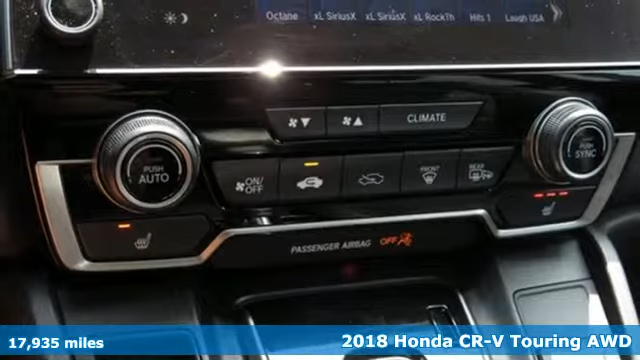 Octane xL SiriusX xL SiriusX xL RockTh Hits 1 Laugh USA
CLIMATE
PUSH AUTO
PUSH SYNC
ON/OFF
FRONT
REAR
PASSENGER AIRBAG OFF
17,935 miles
2018 Honda CR-V Touring AWD